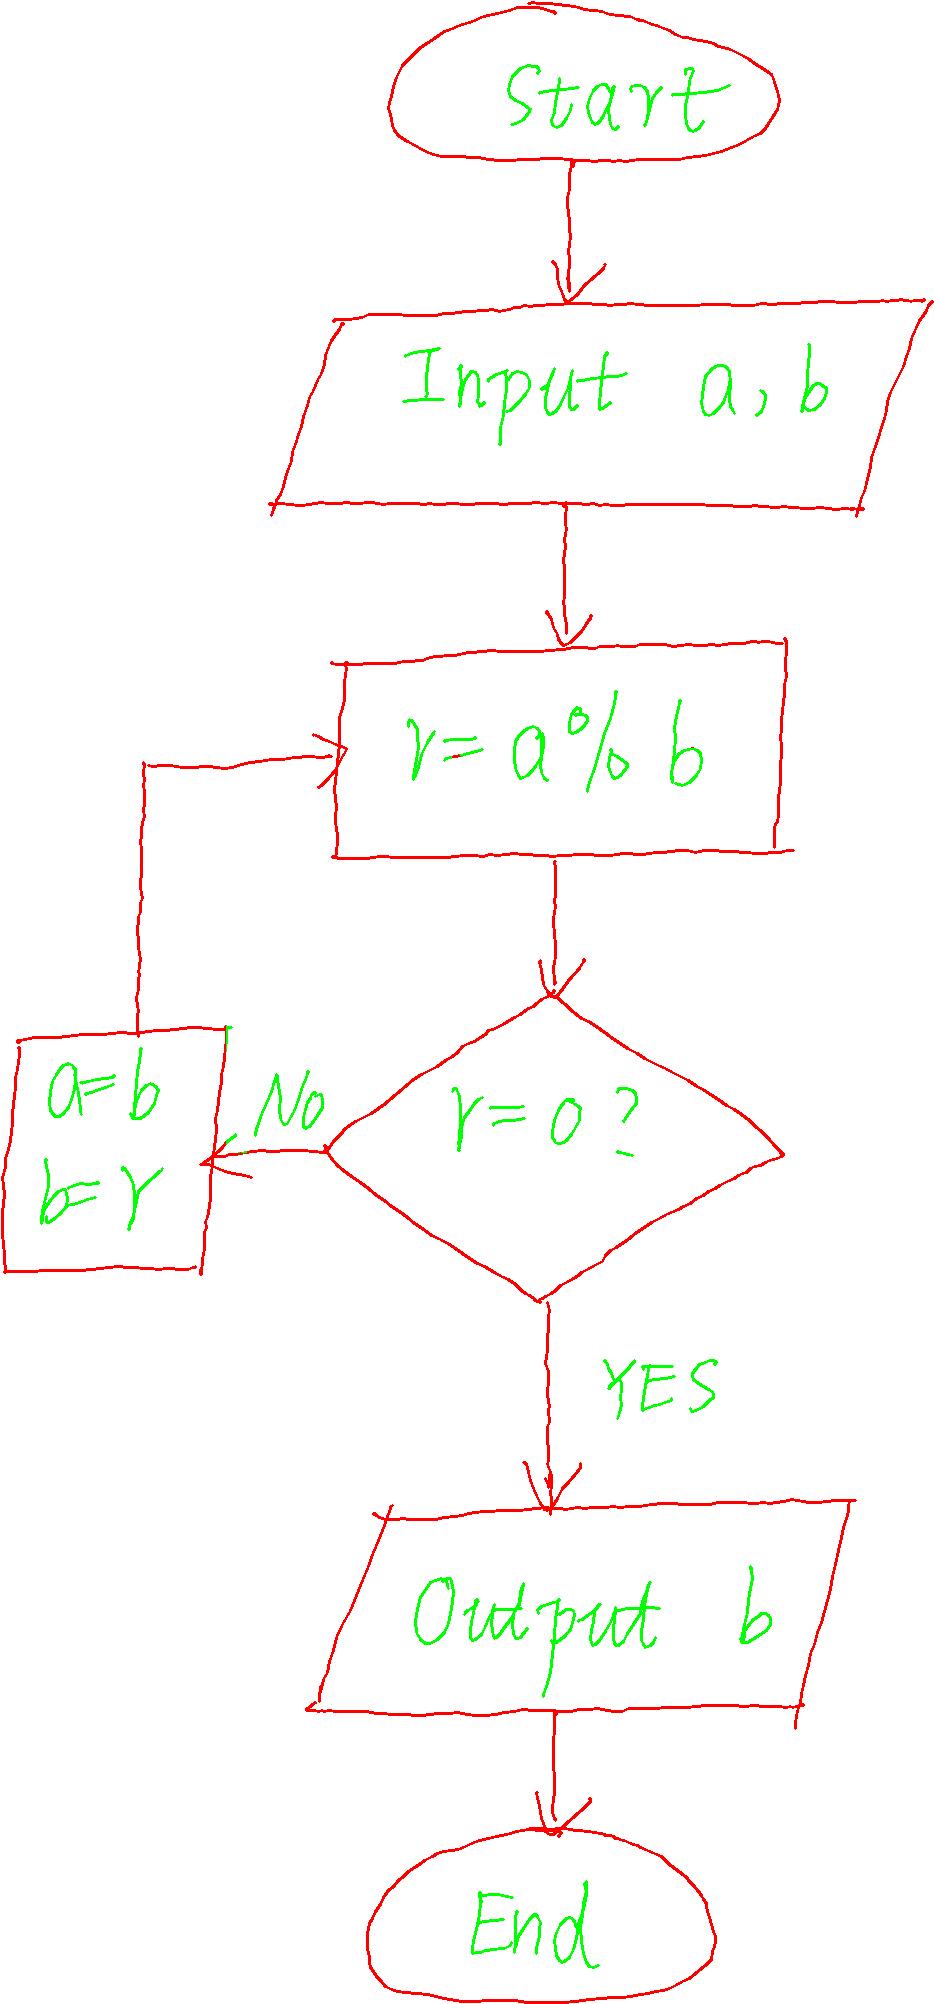 Start
Input a, b
r = a % b
r = 0 ?
No
a = b
b = r
YES
Output b
End